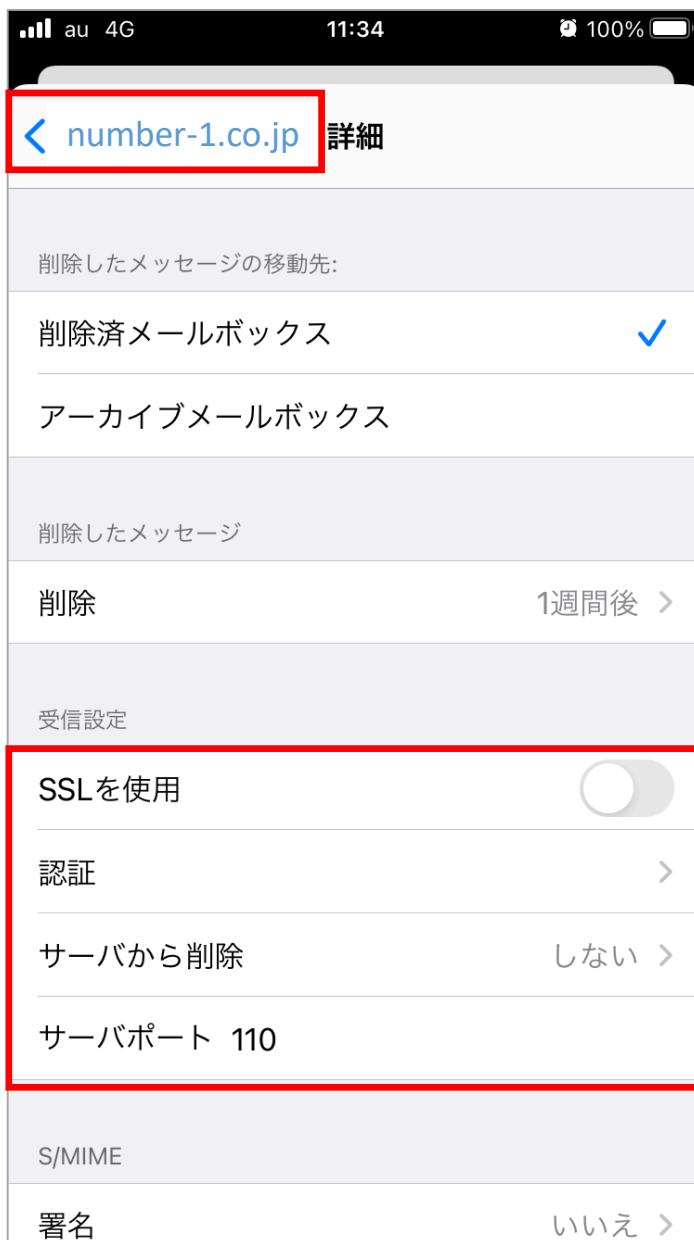 au 4G 11:34 100%
number-1.co.jp 詳細
削除したメッセージの移動先:
削除済メールボックス
アーカイブメールボックス
削除したメッセージ
削除 1週間後
受信設定
SSLを使用
認証
サーバから削除 しない
サーバポート 110
S/MIME
署名 いいえ